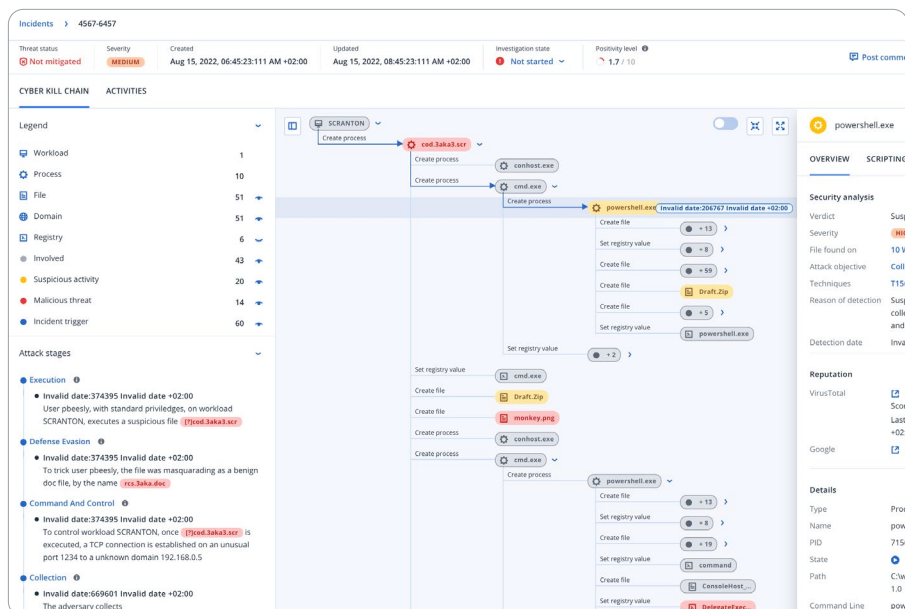 Incidents > 4567-6457
Threat status Severity Created Updated Investigation state Positivity level
Not mitigated MEDIUM Aug 15, 2022, 06:45:23:111 AM +02:00 Aug 15, 2022, 08:45:23:111 AM +02:00 Not started 1.7 / 10
Post comme
CYBER KILL CHAIN ACTIVITIES
Legend
Workload 1
Process 10
File 51
Domain 51
Registry 6
Involved 43
Suspicious activity 20
Malicious threat 14
Incident trigger 60
Attack stages
Execution
Invalid date:374395 Invalid date +02:00
User pbeesly, with standard priviledges, on workload
SCRANTON, executes a suspicious file [?]cod.3aka3.scr
Defense Evasion
Invalid date:374395 Invalid date +02:00
To trick user pbeesly, the file was masquarading as a benign
doc file, by the name rcs.3aka.doc
Command And Control
Invalid date:374395 Invalid date +02:00
To control workload SCRANTON, once [?]cod.3aka3.scr is
excecuted, a TCP connection is established on an unusual
port 1234 to a unknown domain 192.168.0.5
Collection
Invalid date:669601 Invalid date +02:00
The adversary collects
SCRANTON
Create process
cod.3aka3.scr
Create process
conhost.exe
Create process
cmd.exe
Create process
powershell.exe Invalid date:206767 Invalid date +02:00
Create file
+ 13
Set registry value
+ 8
Create file
+ 59
Create file
Draft.Zip
Create file
+ 5
Set registry value
powershell.exe
Set registry value
+ 2
Set registry value
cmd.exe
Create file
Draft.Zip
Create file
monkey.png
Create process
conhost.exe
Create process
cmd.exe
Create process
powershell.exe
Create file
+ 13
Set registry value
+ 8
Create file
+ 19
Set registry value
command
Create file
ConsoleHost_...
Set registry value
DelegateExec...
powershell.exe
OVERVIEW SCRIPTING
Security analysis
Verdict Susp
Severity HI
File found on 10 W
Attack objective Coll
Techniques T15
Reason of detection Susp
colle
and
Detection date Inva
Reputation
VirusTotal
Scor
Last
+02:
Google
Details
Type Proc
Name pow
PID 715
State
Path C:\w
1.0
Command Line pow